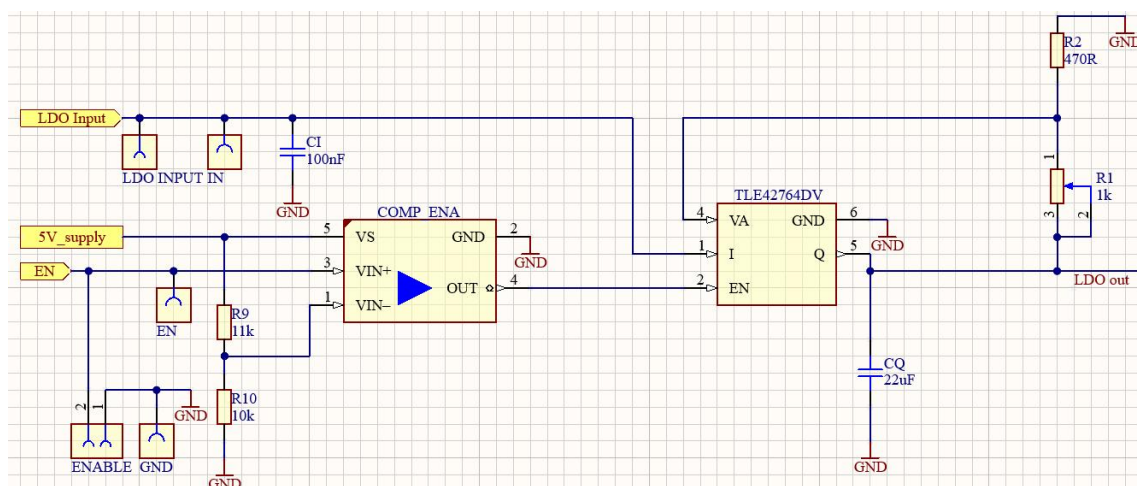 GND
R2
470R
LDO Input
CI
100nF
LDO INPUT IN
GND
1
R1
1k
3
2
TLE42764DV
4
VA
GND
6
GND
1
I
Q
5
2
EN
LDO out
COMP_ENA
5V_supply
5
VS
GND
2
GND
EN
3
VIN+
OUT
4
1
VIN–
EN
R9
11k
CQ
22uF
GND
2
1
GND
R10
10k
ENABLE
GND
GND